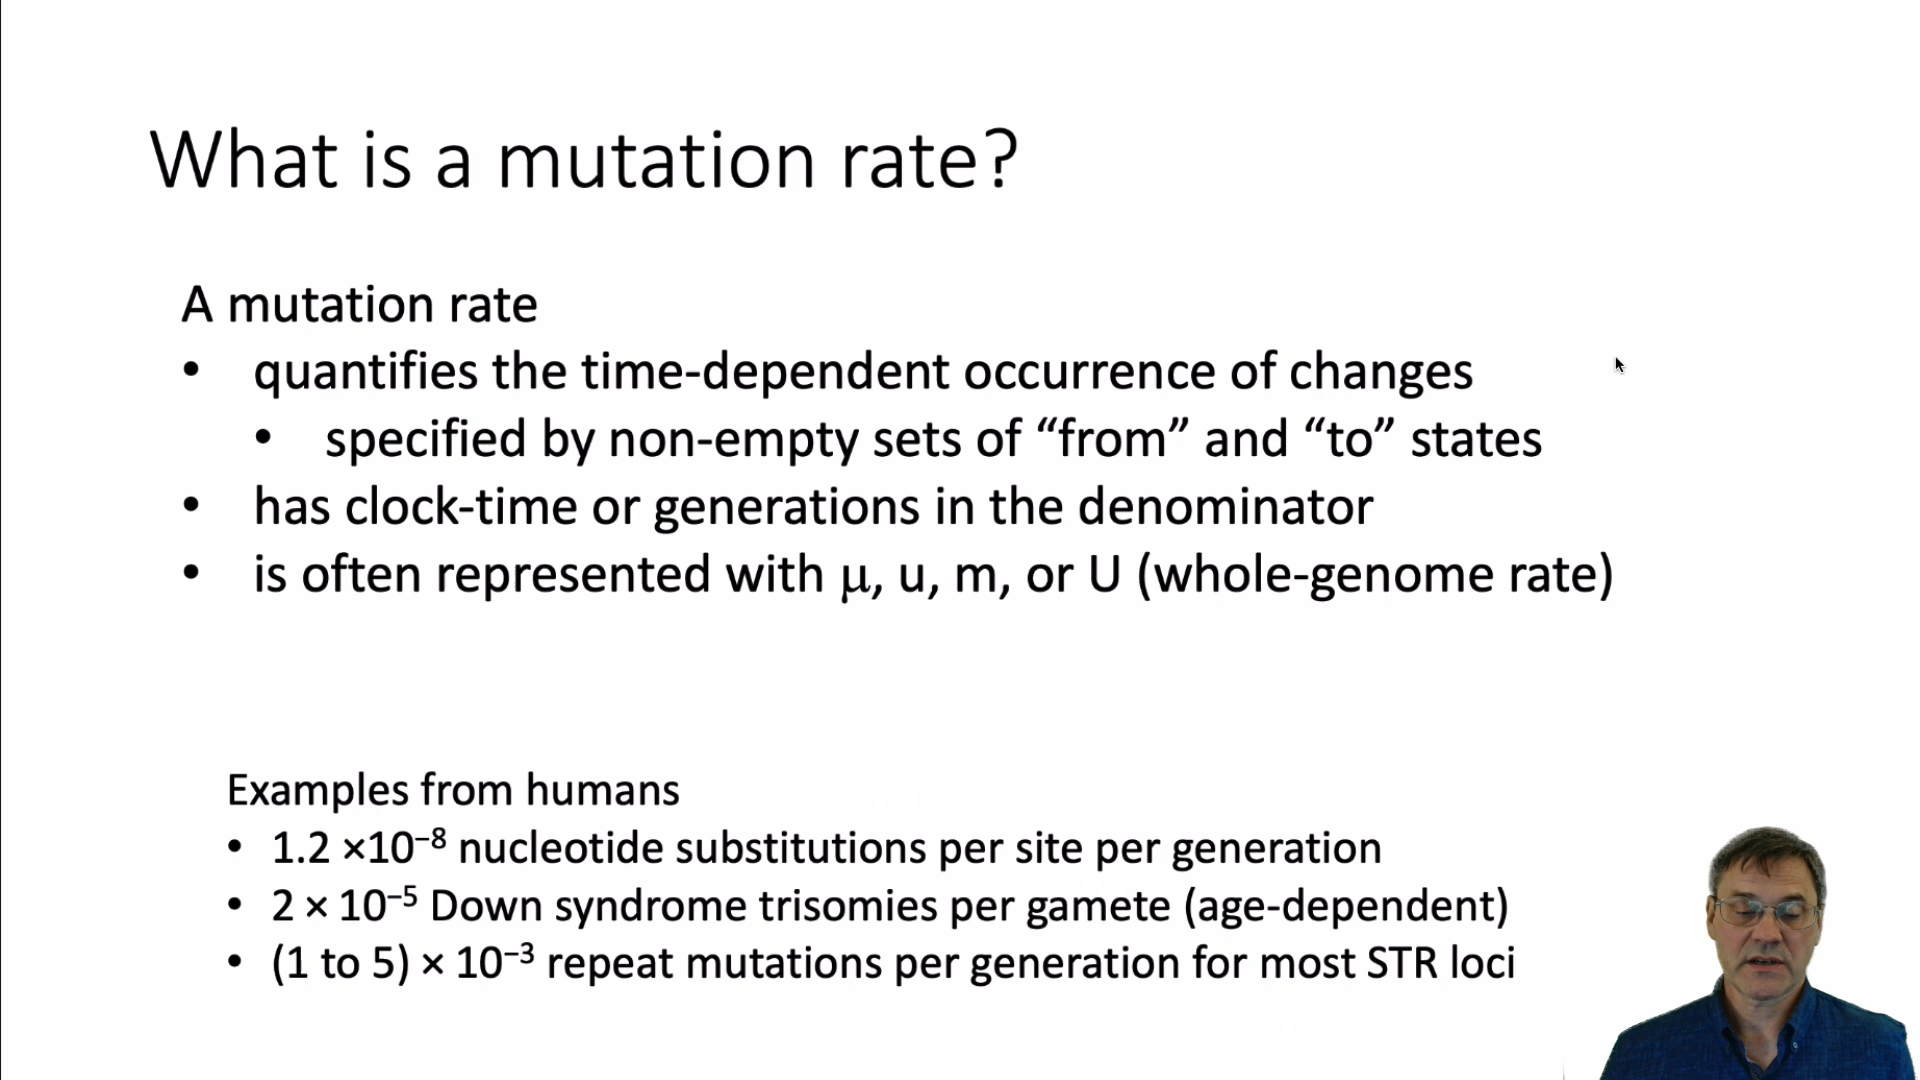 What is a mutation rate?
A mutation rate
• quantifies the time-dependent occurrence of changes
• specified by non-empty sets of “from” and “to” states
• has clock-time or generations in the denominator
• is often represented with μ, u, m, or U (whole-genome rate)
Examples from humans
• 1.2 ×10⁻⁸ nucleotide substitutions per site per generation
• 2 × 10⁻⁵ Down syndrome trisomies per gamete (age-dependent)
• (1 to 5) × 10⁻³ repeat mutations per generation for most STR loci